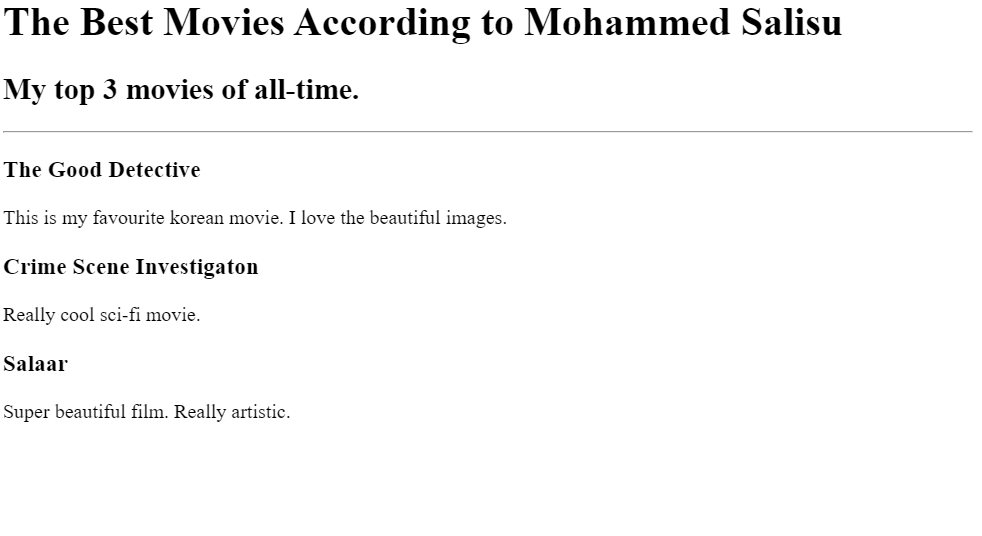 The Best Movies According to Mohammed Salisu
My top 3 movies of all-time.
The Good Detective
This is my favourite korean movie. I love the beautiful images.
Crime Scene Investigaton
Really cool sci-fi movie.
Salaar
Super beautiful film. Really artistic.